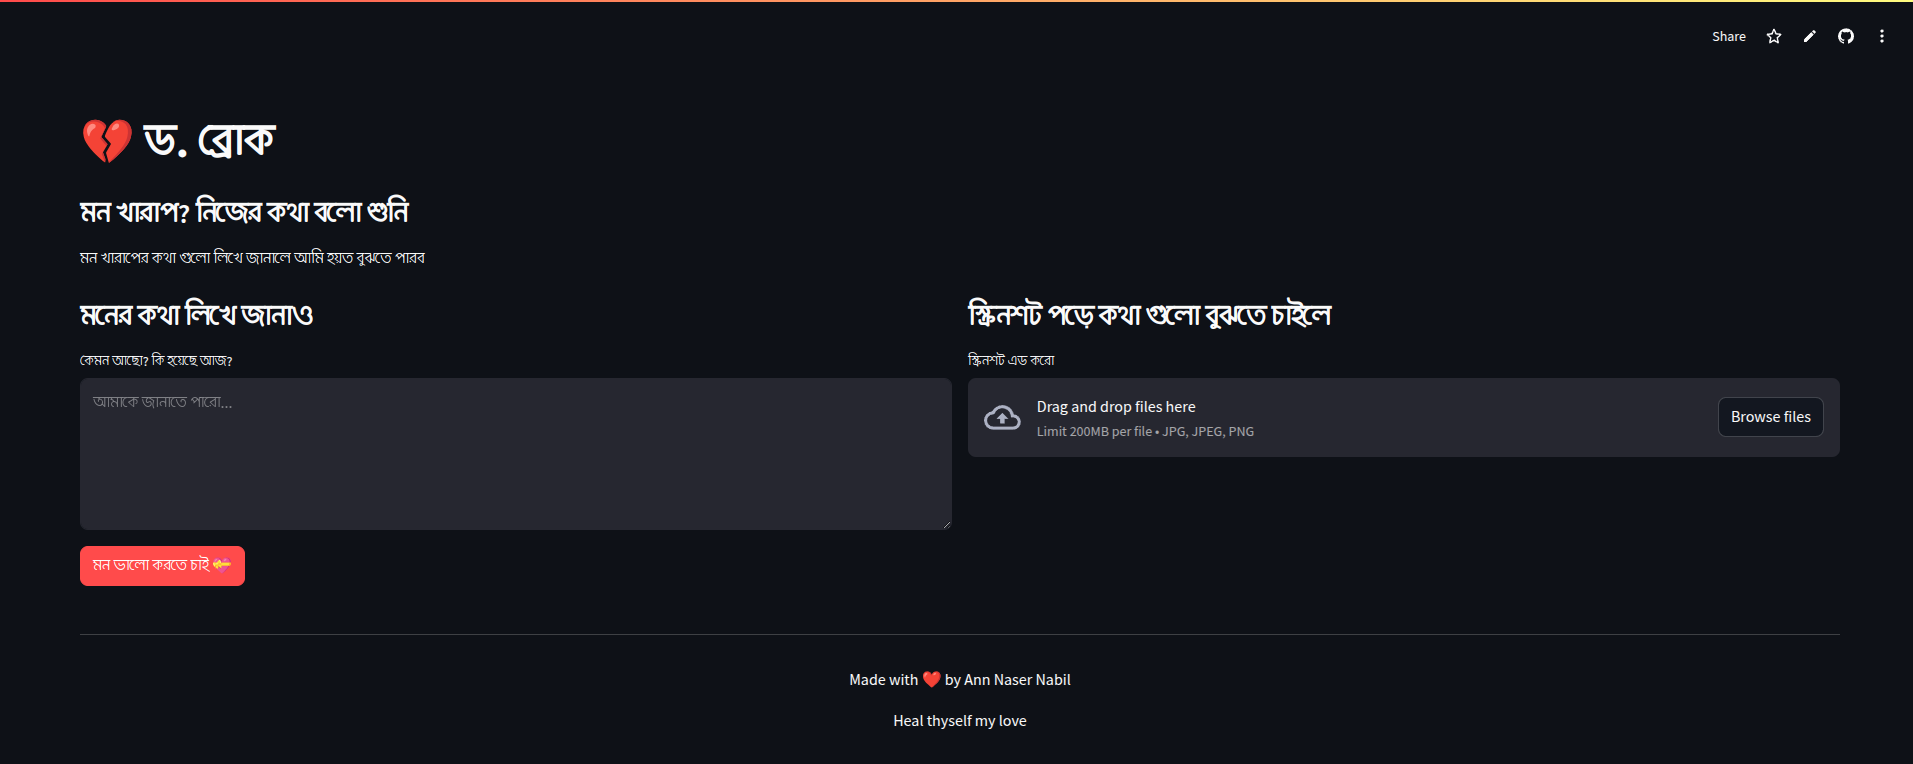 Share
💔 ড. ব্রোক
মন খারাপ? নিজের কথা বলো শুনি
মন খারাপের কথা গুলো লিখে জানালে আমি হয়ত বুঝতে পারব
মনের কথা লিখে জানাও
কেমন আছো? কি হয়েছে আজ?
আমাকে জানাতে পারো...
মন ভালো করতে চাই 💝
স্ক্রিনশট পড়ে কথা গুলো বুঝতে চাইলে
স্ক্রিনশট এড করো
Drag and drop files here
Limit 200MB per file • JPG, JPEG, PNG
Browse files
Made with ❤️ by Ann Naser Nabil
Heal thyself my love